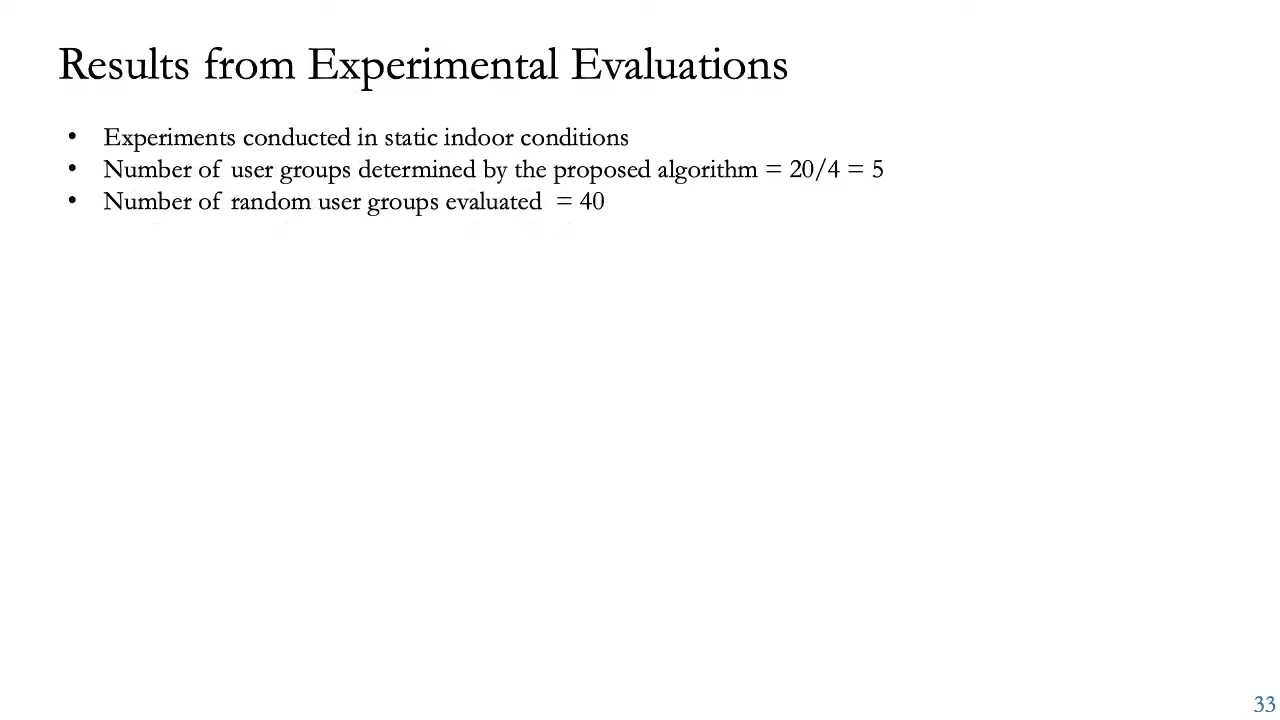 Results from Experimental Evaluations
• Experiments conducted in static indoor conditions
• Number of user groups determined by the proposed algorithm = 20/4 = 5
• Number of random user groups evaluated = 40
33